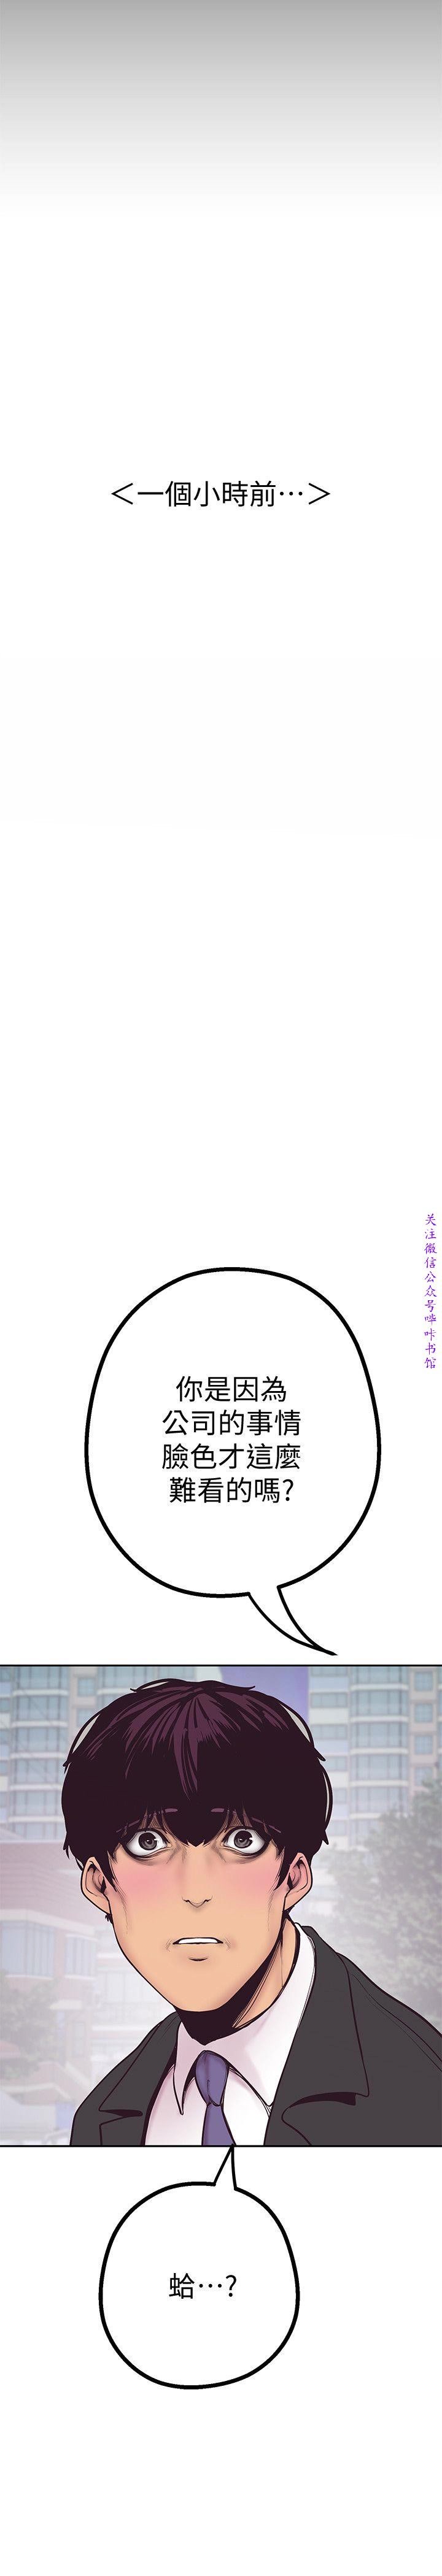 ＜一個小時前…＞
关注微信公众号哔咔书馆
你是因為
公司的事情
臉色才這麼
難看的嗎?
蛤…?